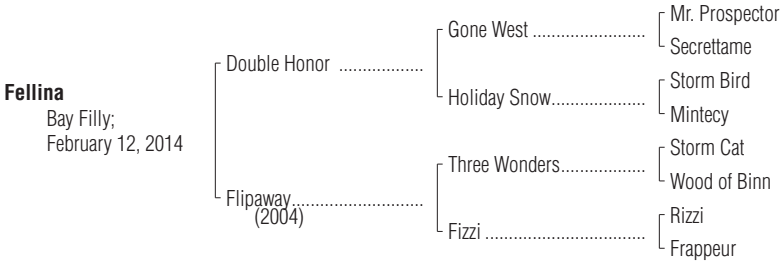 Fellina
Bay Filly;
February 12, 2014
Double Honor ..................
Flipaway............................
(2004)
Gone West ........................
Holiday Snow....................
Three Wonders..................
Fizzi ..................................
Mr. Prospector
Secrettame
Storm Bird
Mintecy
Storm Cat
Wood of Binn
Rizzi
Frappeur